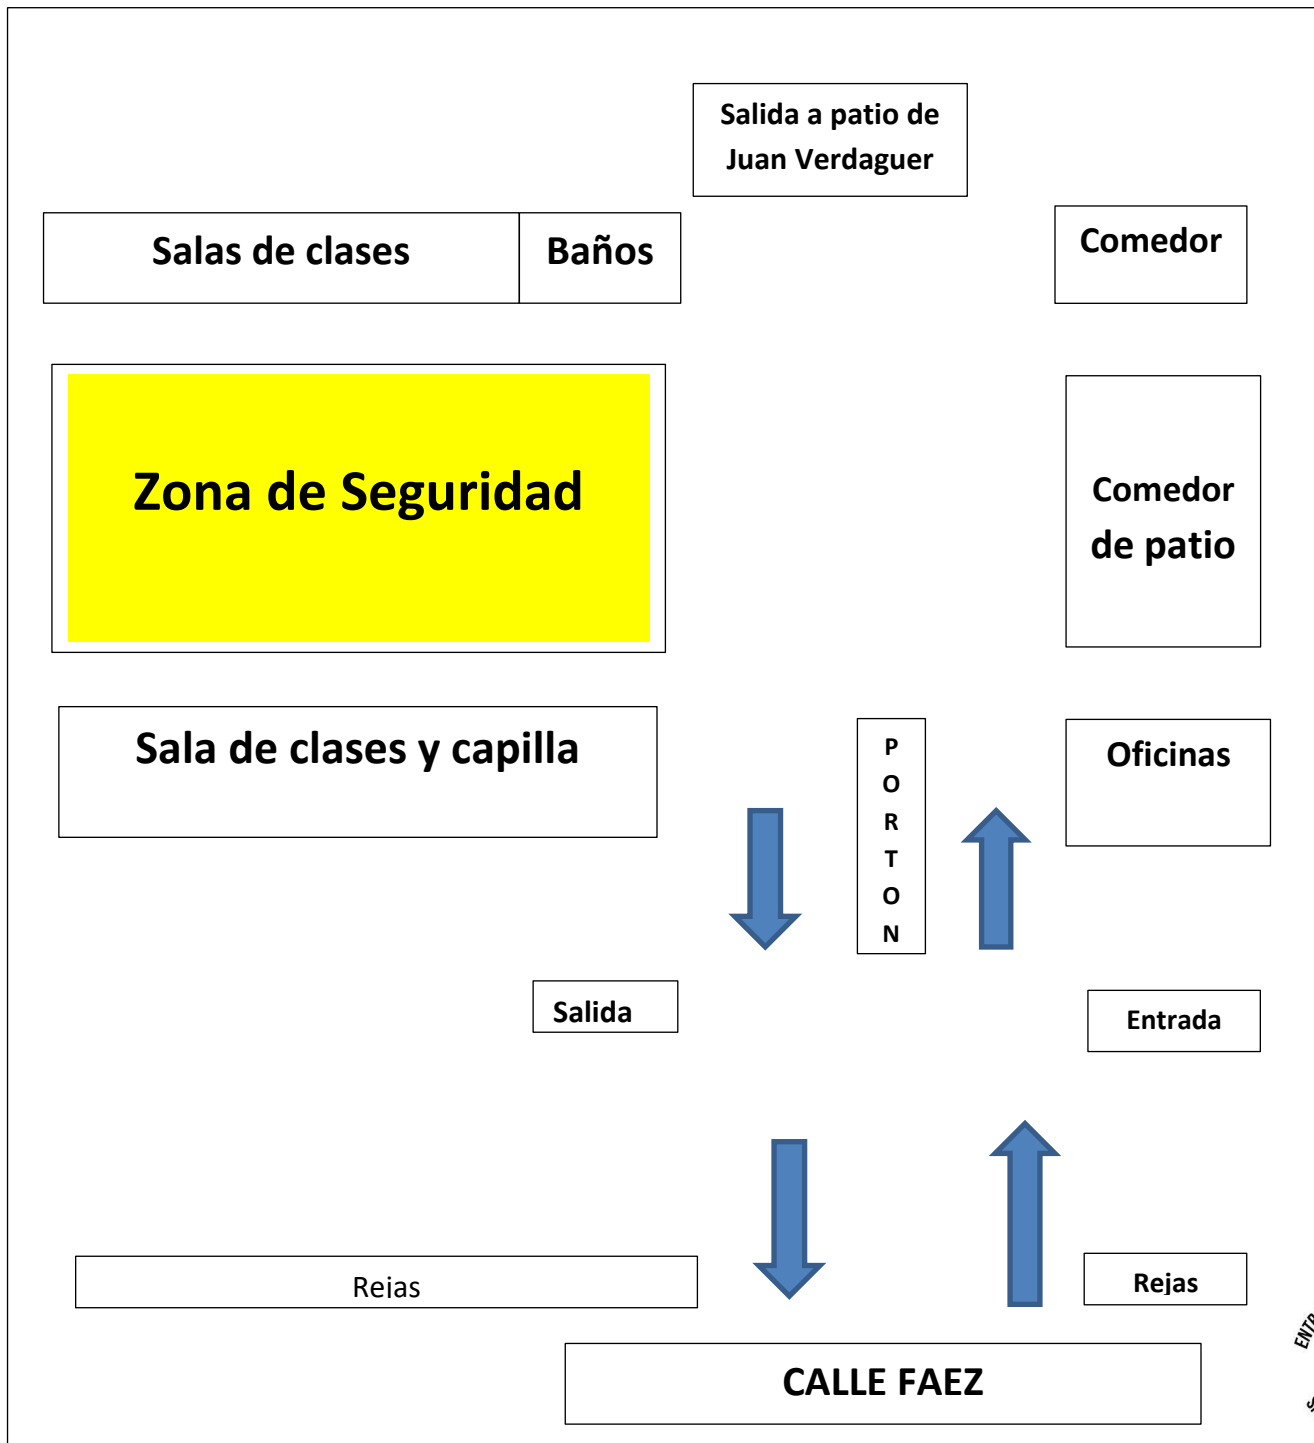 Salida a patio de
Juan Verdaguer
Salas de clases
Baños
Comedor
Zona de Seguridad
Comedor
de patio
Sala de clases y capilla
P
O
R
T
O
N
Oficinas
Salida
Entrada
Rejas
Rejas
CALLE FAEZ